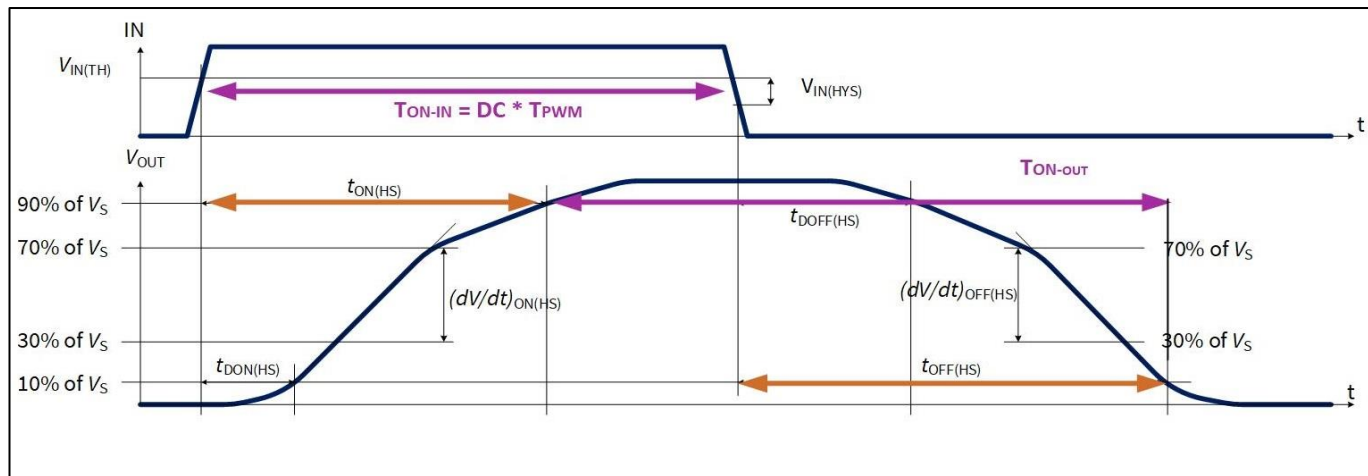 IN
VIN(TH)
VIN(HYS)
TON-IN = DC * TPWM
t
VOUT
TON-OUT
tON(HS)
90% of VS
tDOFF(HS)
70% of VS
70% of VS
(dV/dt)ON(HS)
(dV/dt)OFF(HS)
30% of VS
30% of VS
tDON(HS)
tOFF(HS)
10% of VS
t